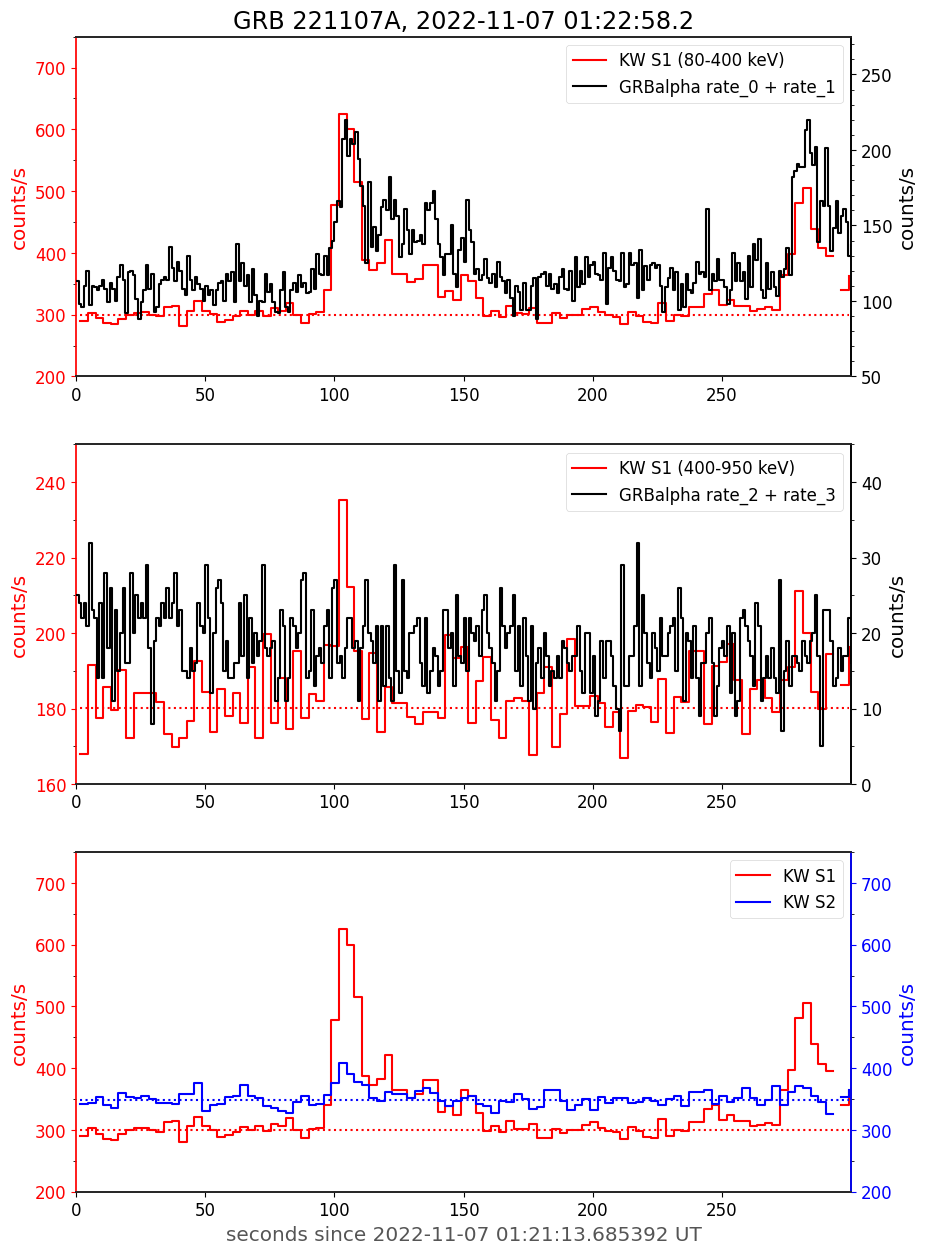 GRB 221107A, 2022-11-07 01:22:58.2
KW S1 (80-400 keV)
GRBalpha rate_0 + rate_1
700
600
500
400
300
200
counts/s
250
200
150
100
50
counts/s
0 50 100 150 200 250
KW S1 (400-950 keV)
GRBalpha rate_2 + rate_3
240
220
200
180
160
counts/s
40
30
20
10
0
counts/s
0 50 100 150 200 250
KW S1
KW S2
700
600
500
400
300
200
counts/s
700
600
500
400
300
200
counts/s
0 50 100 150 200 250
seconds since 2022-11-07 01:21:13.685392 UT